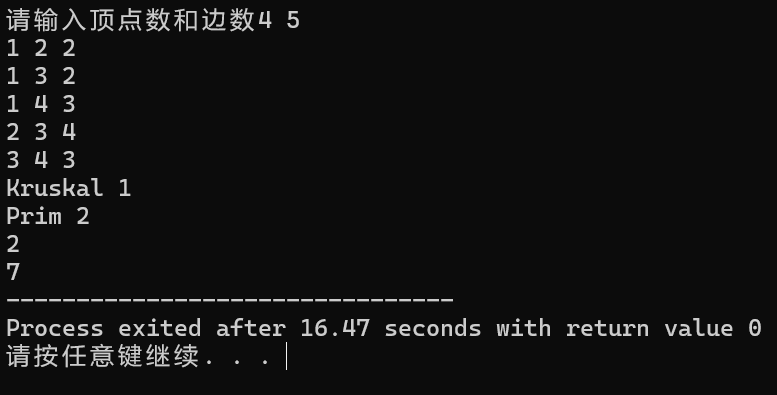 请输入顶点数和边数4 5
1 2 2
1 3 2
1 4 3
2 3 4
3 4 3
Kruskal 1
Prim 2
2
7
--------------------------------
Process exited after 16.47 seconds with return value 0
请按任意键继续. . .